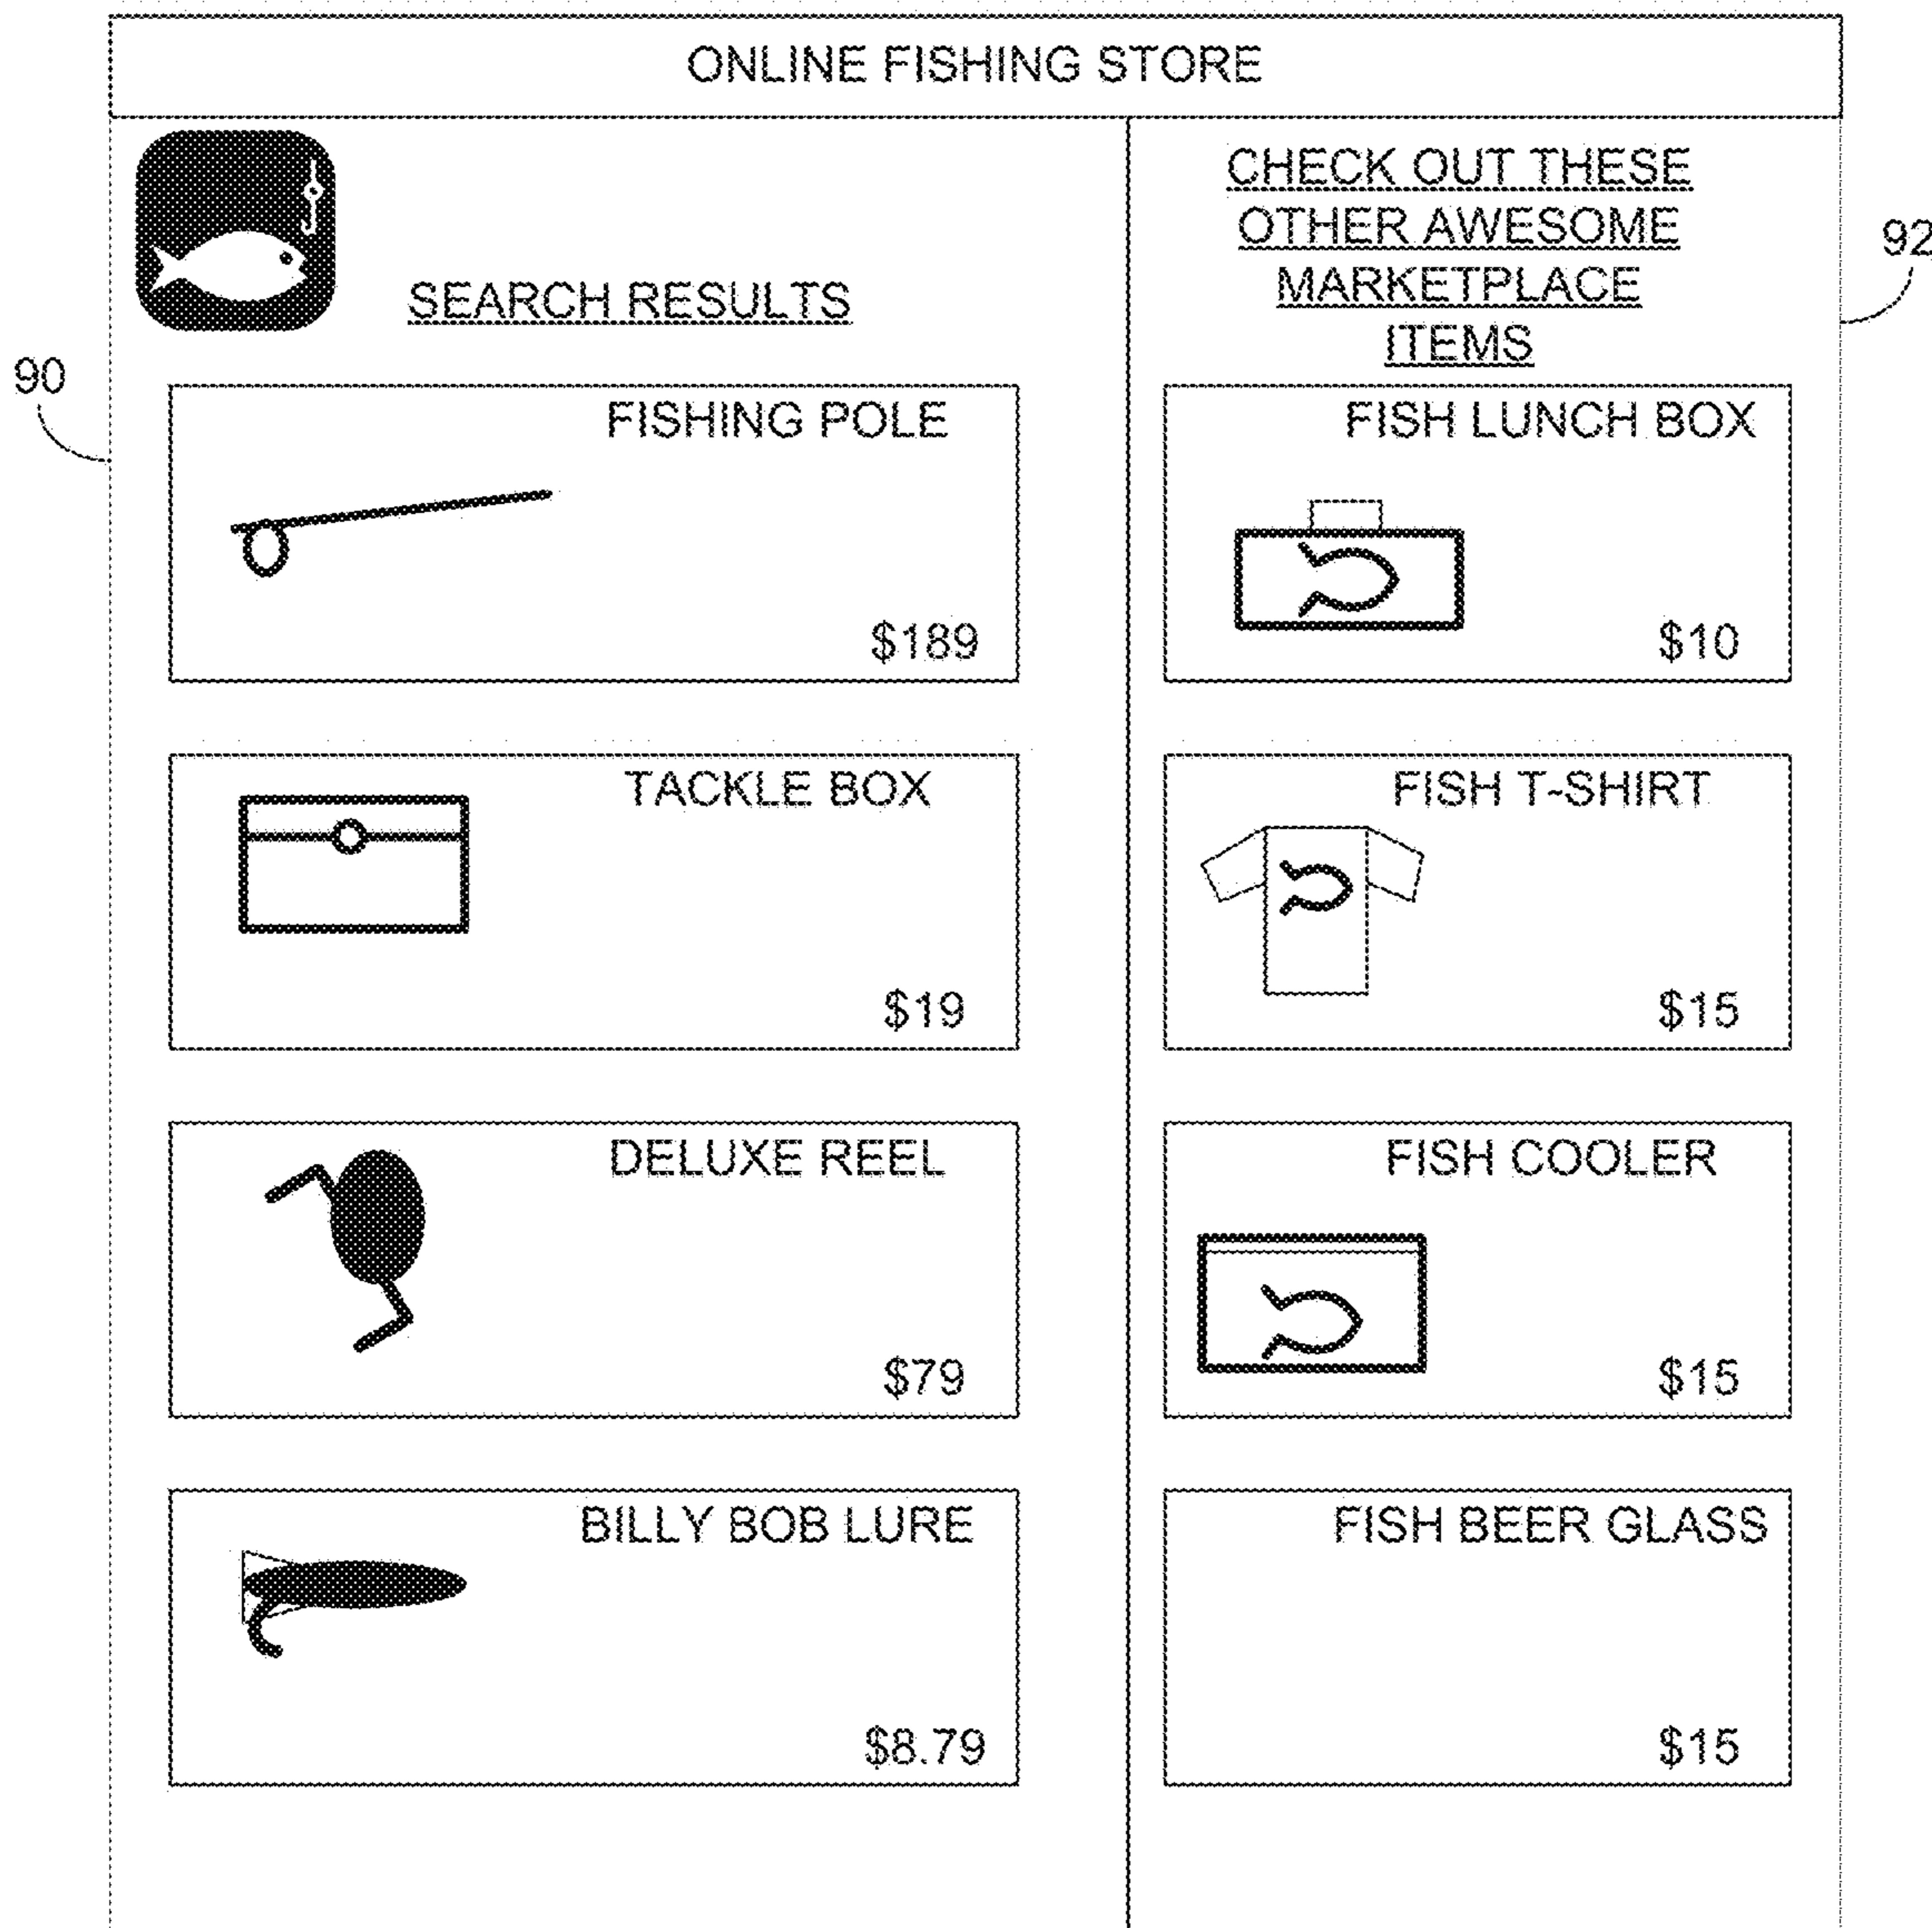 ONLINE FISHING STORE
SEARCH RESULTS
90
FISHING POLE
$189
TACKLE BOX
$19
DELUXE REEL
$79
BILLY BOB LURE
$8.79
CHECK OUT THESE
OTHER AWESOME
MARKETPLACE
ITEMS
92
FISH LUNCH BOX
$10
FISH T-SHIRT
$15
FISH COOLER
$15
FISH BEER GLASS
$15